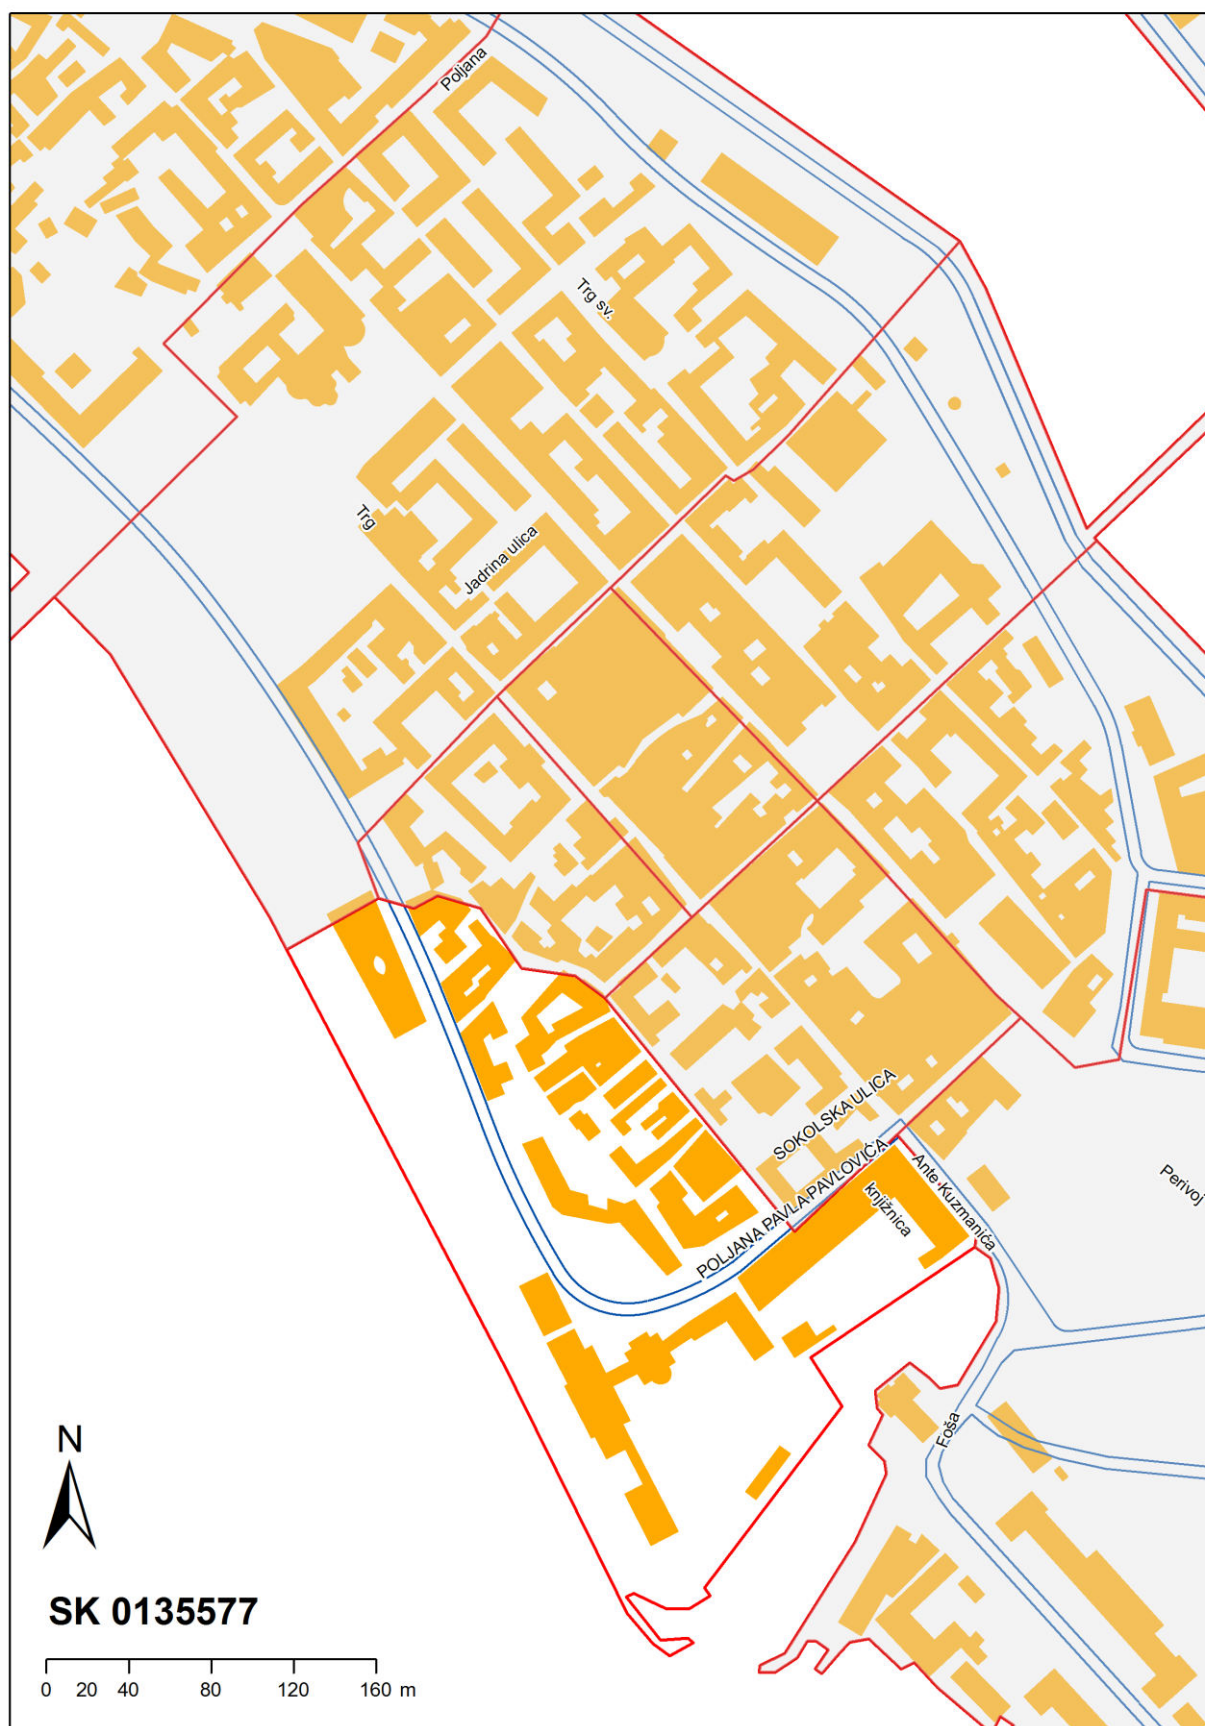 Poljana
Trg sv.
Trg
Jadrina ulica
SOKOLSKA ULICA
POLJANA PAVLA PAVLOVIĆA
knjižnica
Ante Kuzmanića
Perivoj
Foša
N
SK 0135577
0 20 40 80 120 160 m